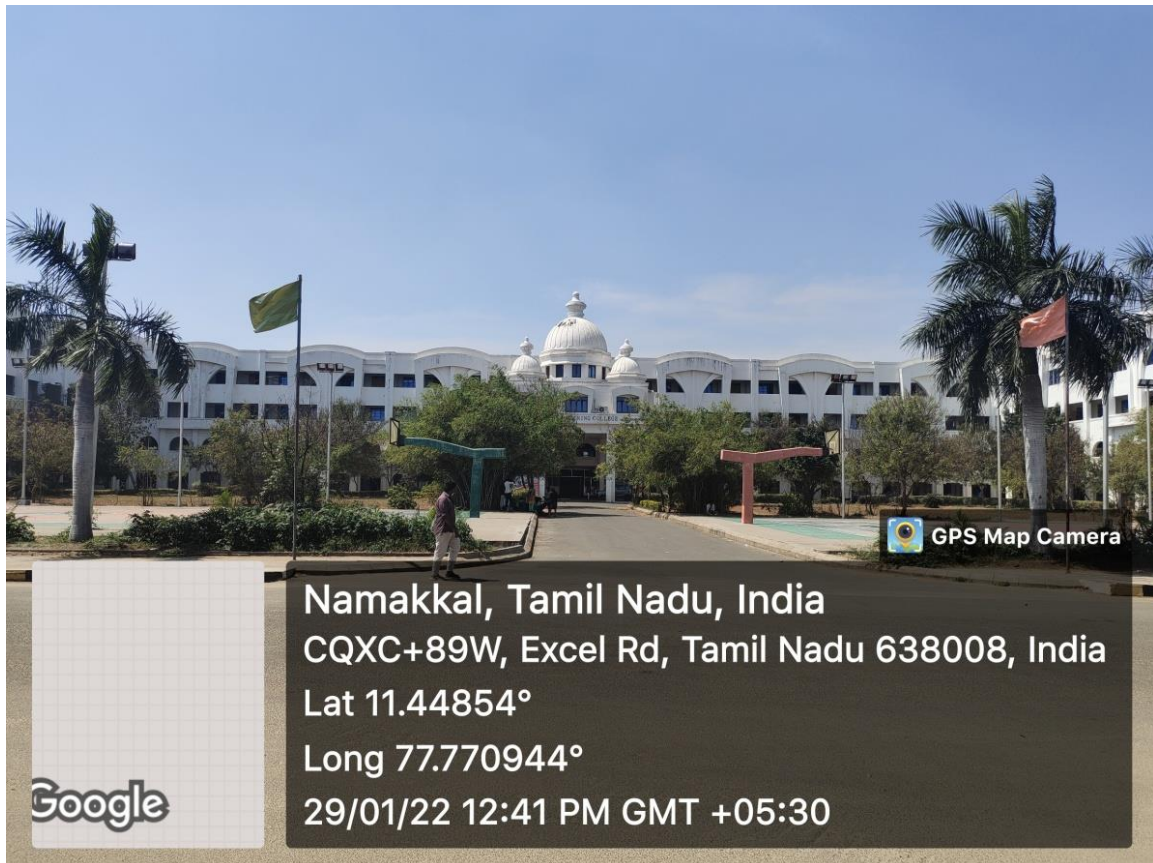 COLLEGE
GPS Map Camera
Namakkal, Tamil Nadu, India
CQXC+89W, Excel Rd, Tamil Nadu 638008, India
Lat 11.44854°
Long 77.770944°
29/01/22 12:41 PM GMT +05:30
Google